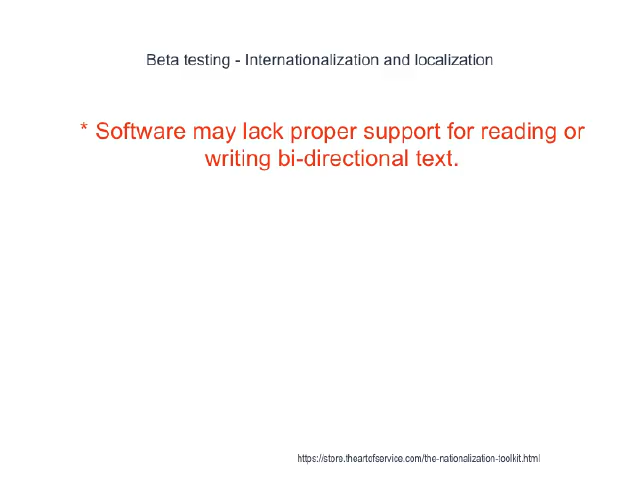 Beta testing - Internationalization and localization
* Software may lack proper support for reading or
writing bi-directional text.
https://store.theartofservice.com/the-nationalization-toolkit.html